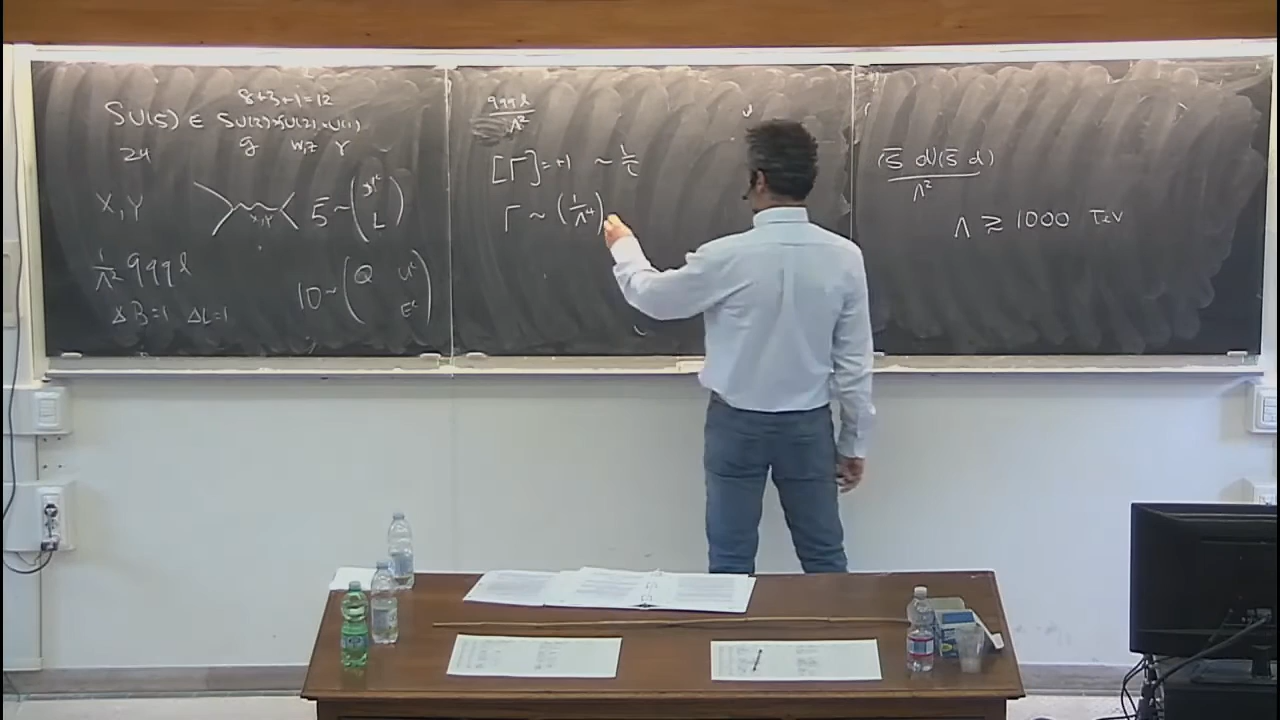 8+3+1=12
SU(5) ∈ SU(3)×SU(2)×U(1)
24 g W,Z γ
X,Y X,Y 5̄ ~ ( D^c
L )
1/Λ² qqqℓ
10 ~ ( Q U^c
E^c )
ΔB=1 ΔL=1
qqqℓ
Λ²
[Γ]=+1 ~ 1/τ
Γ ~ (1/Λ⁴)
(s̄ d)(s̄ d)
Λ²
Λ ≳ 1000 TeV